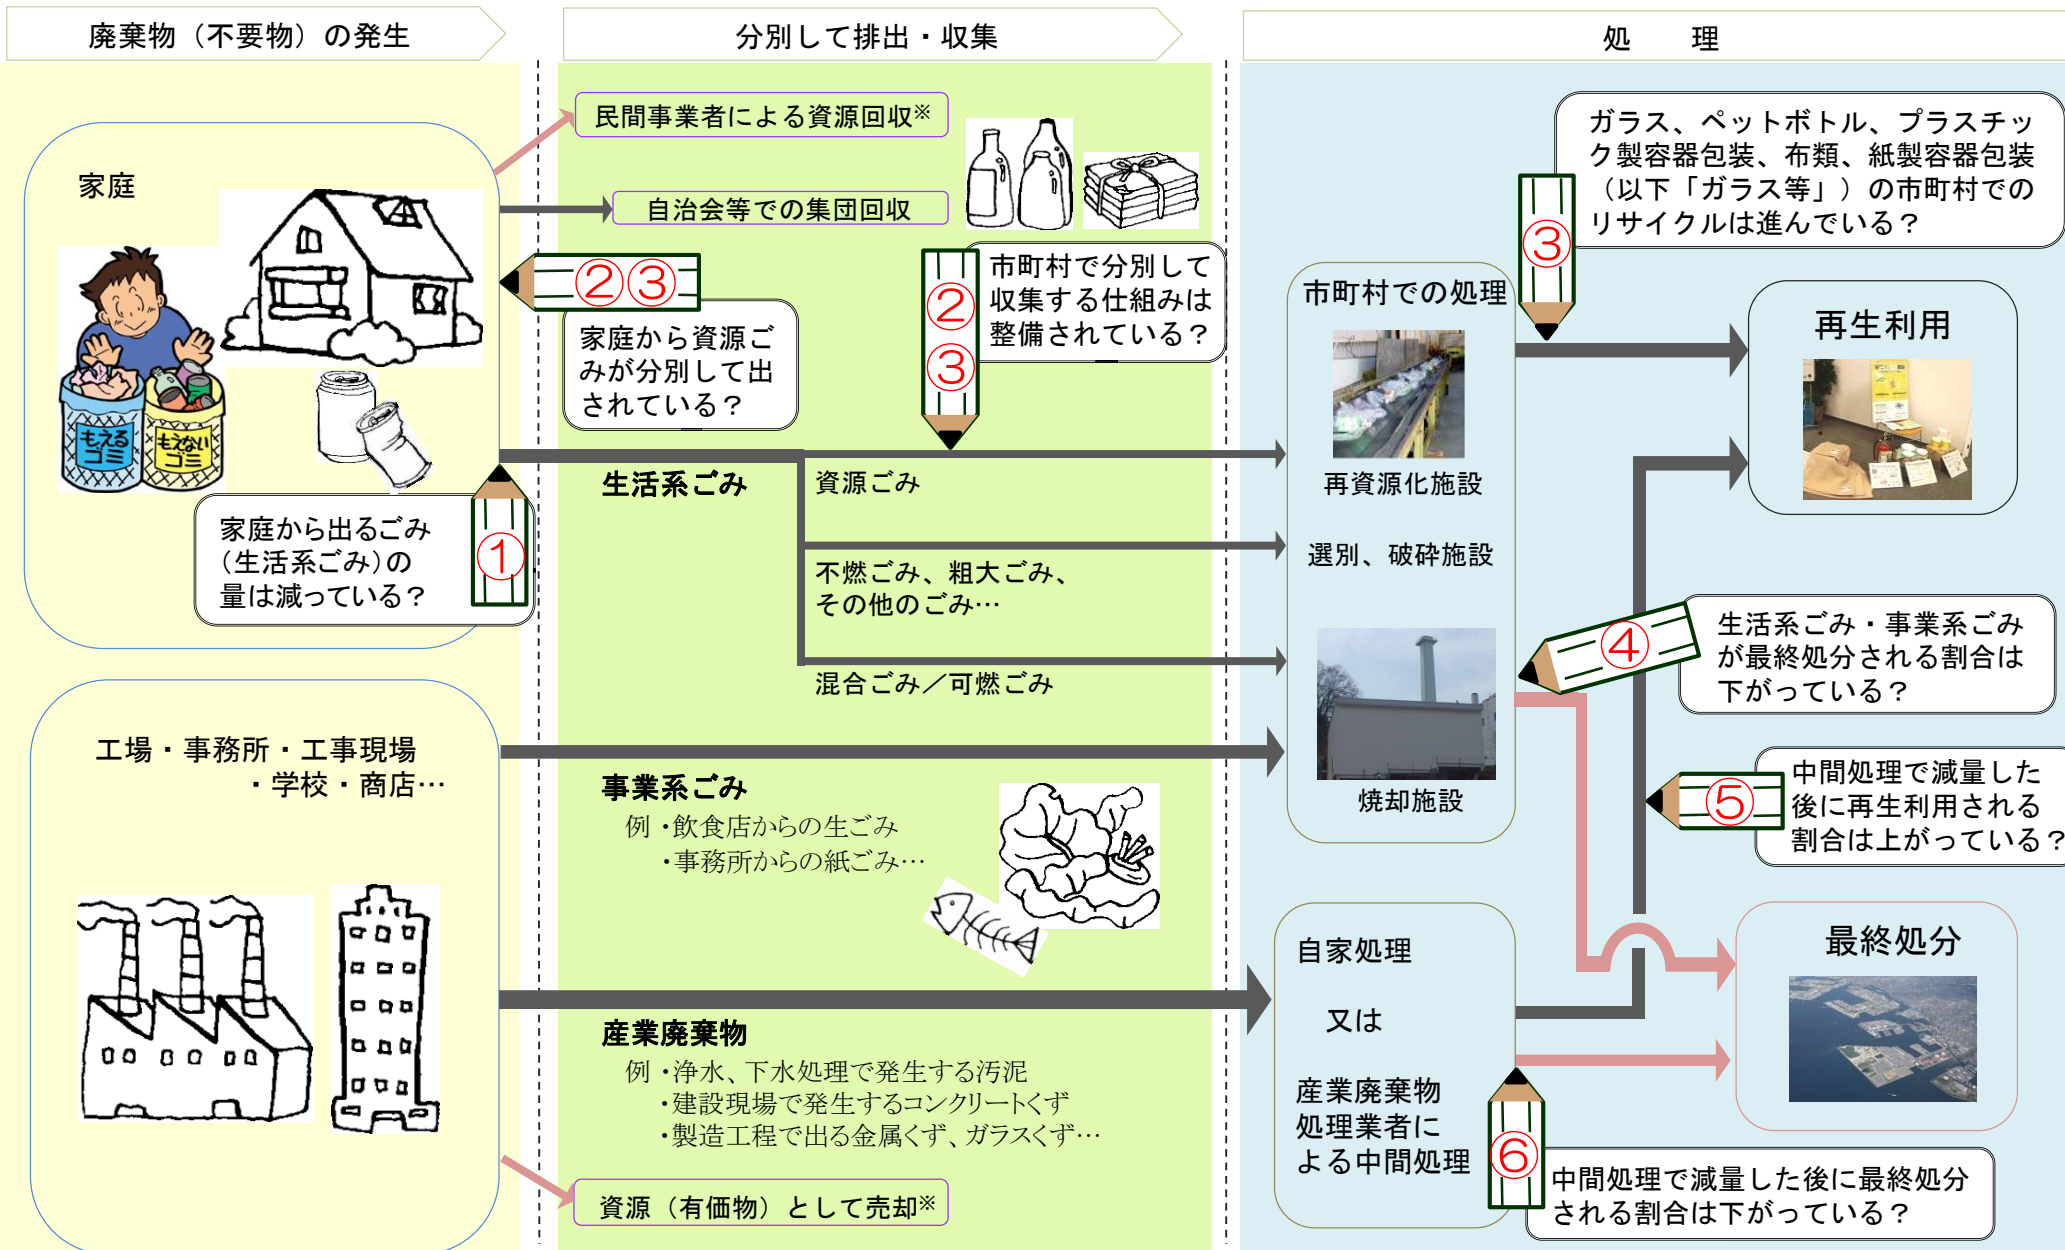 廃棄物（不要物）の発生
分別して排出・収集
処　　理
家庭
もえる
ゴミ
もえない
ゴミ
民間事業者による資源回収※
自治会等での集団回収
②③
家庭から資源ご
みが分別して出
されている？
②
③
市町村で分別して
収集する仕組みは
整備されている？
①
家庭から出るごみ
（生活系ごみ）の
量は減っている？
生活系ごみ
資源ごみ
不燃ごみ、粗大ごみ、
その他のごみ…
混合ごみ／可燃ごみ
工場・事務所・工事現場
・学校・商店…
事業系ごみ
例・飲食店からの生ごみ
・事務所からの紙ごみ…
産業廃棄物
例・浄水、下水処理で発生する汚泥
・建設現場で発生するコンクリートくず
・製造工程で出る金属くず、ガラスくず…
資源（有価物）として売却※
ガラス、ペットボトル、プラスチッ
ク製容器包装、布類、紙製容器包装
（以下「ガラス等」）の市町村での
リサイクルは進んでいる？
③
市町村での処理
再資源化施設
選別、破砕施設
焼却施設
再生利用
④
生活系ごみ・事業系ごみ
が最終処分される割合は
下がっている？
⑤
中間処理で減量した
後に再生利用される
割合は上がっている？
自家処理
又は
産業廃棄物
処理業者に
よる中間処理
最終処分
⑥
中間処理で減量した後に最終処分
される割合は下がっている？